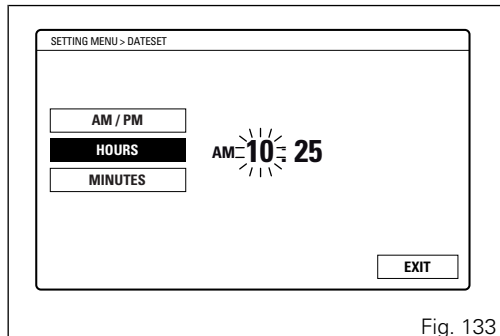 SETTING MENU > DATESET
AM / PM
HOURS
MINUTES
AM 10 : 25
EXIT
Fig. 133